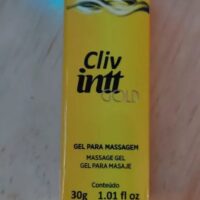 Cliv
intt
GOLD
GEL PARA MASSAGEM
MASSAGE GEL
GEL PARA MASAJE
Conteúdo
30g 1.01 fl oz